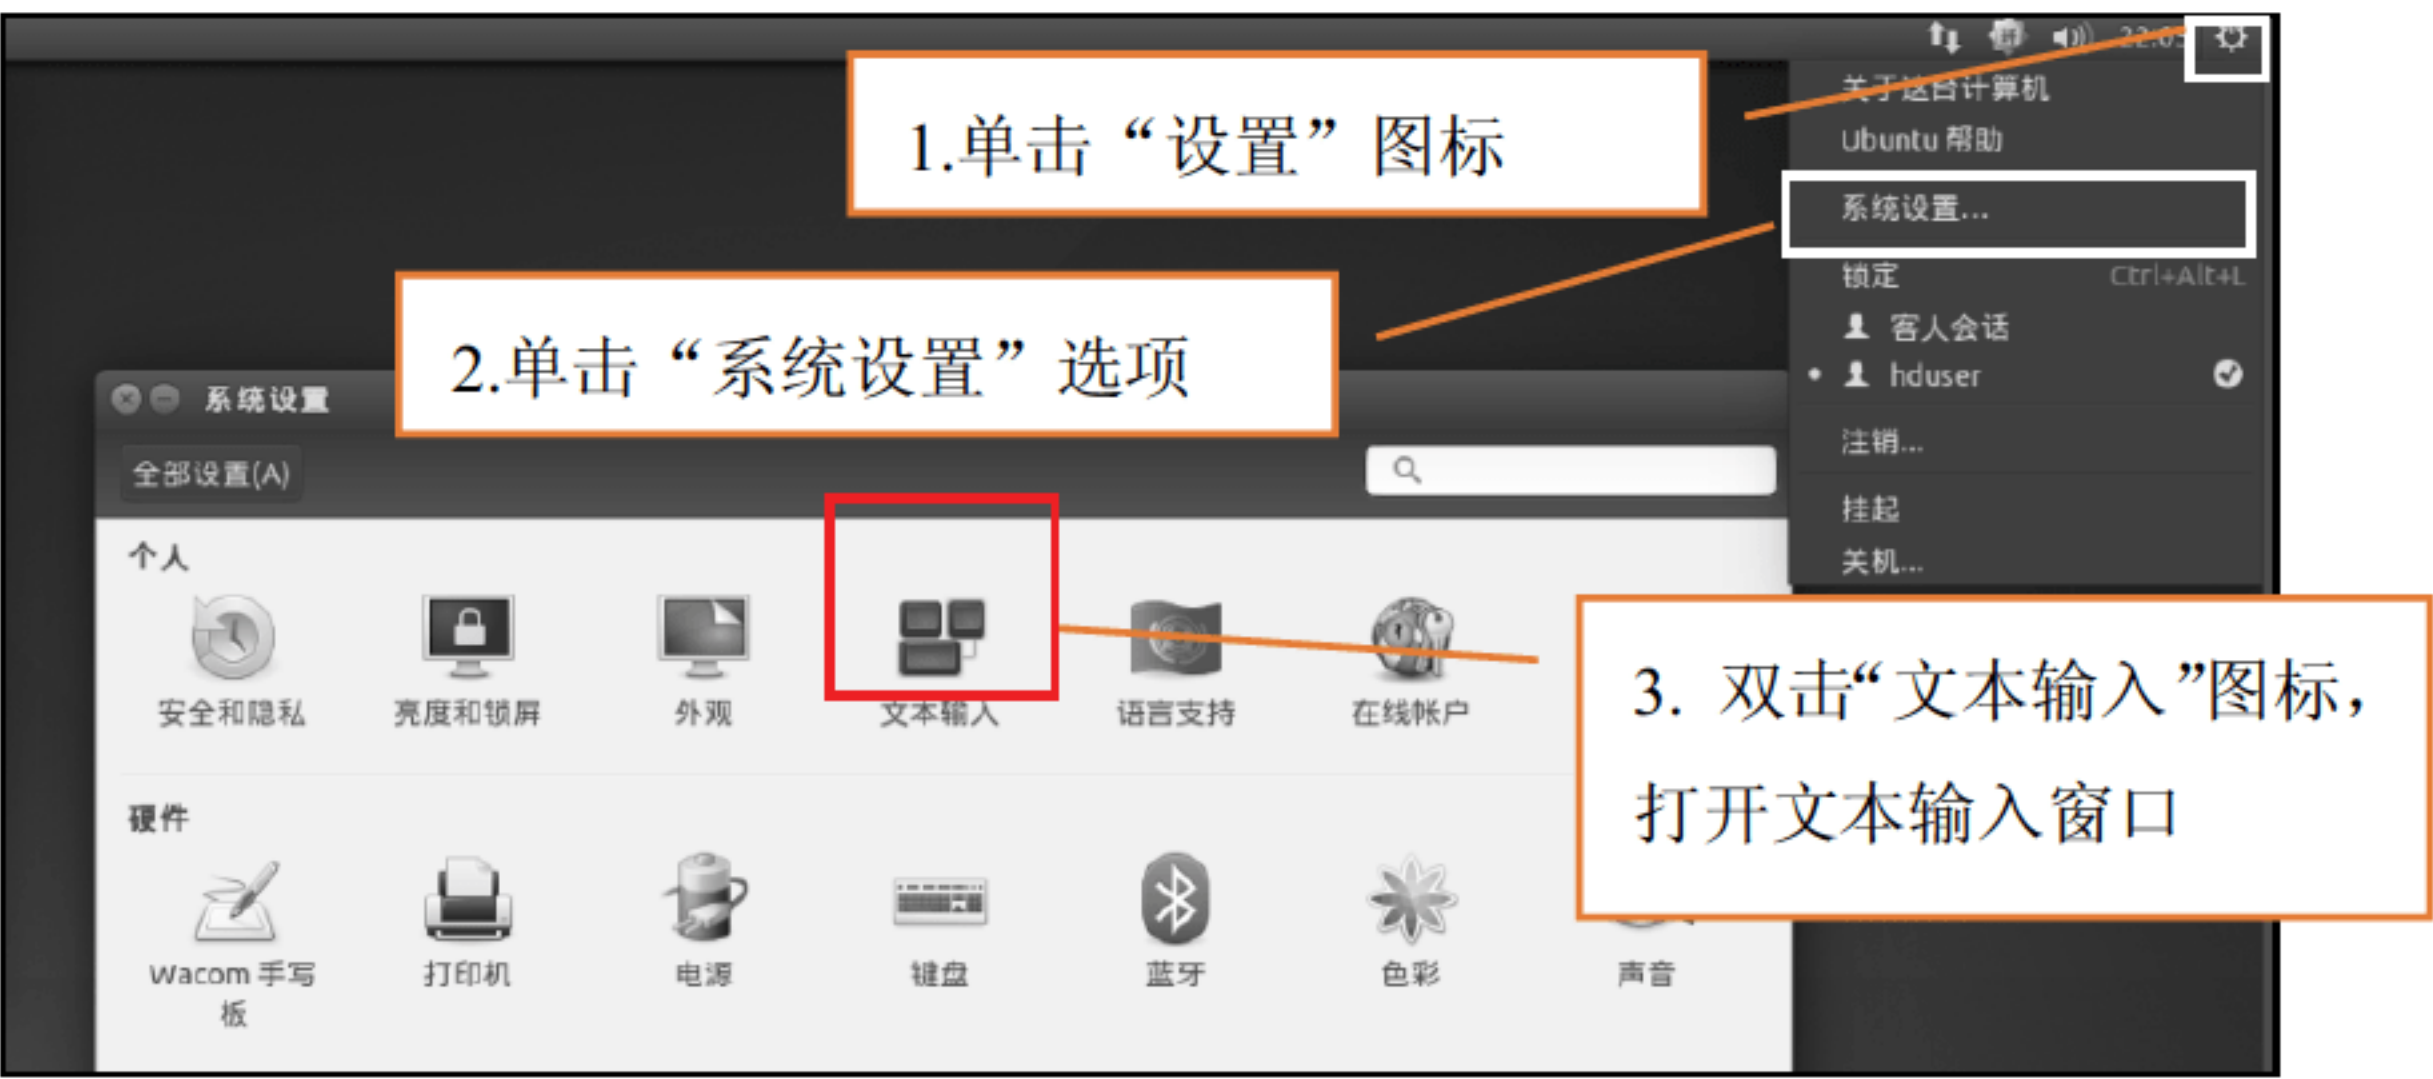 22:03
1.单击“设置”图标
关于这台计算机
Ubuntu 帮助
系统设置...
2.单击“系统设置”选项
锁定 Ctrl+Alt+L
客人会话
hduser
注销...
挂起
关机...
系统设置
全部设置(A)
个人
安全和隐私 亮度和锁屏 外观 文本输入 语言支持 在线帐户
3. 双击“文本输入”图标，
打开文本输入窗口
硬件
Wacom 手写 打印机 电源 键盘 蓝牙 色彩 声音
板